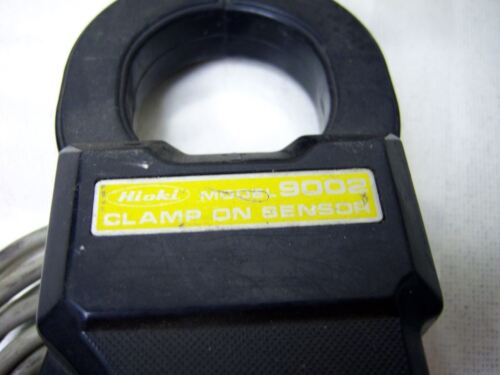 Hioki MODEL 9002
CLAMP ON SENSOR